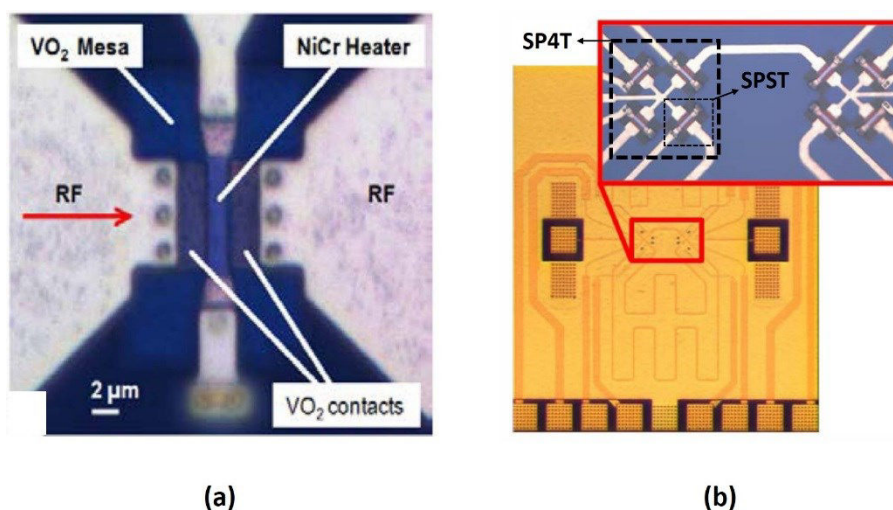 VO₂ Mesa
NiCr Heater
RF
RF
2 μm
VO₂ contacts
(a)
SP4T
SPST
(b)